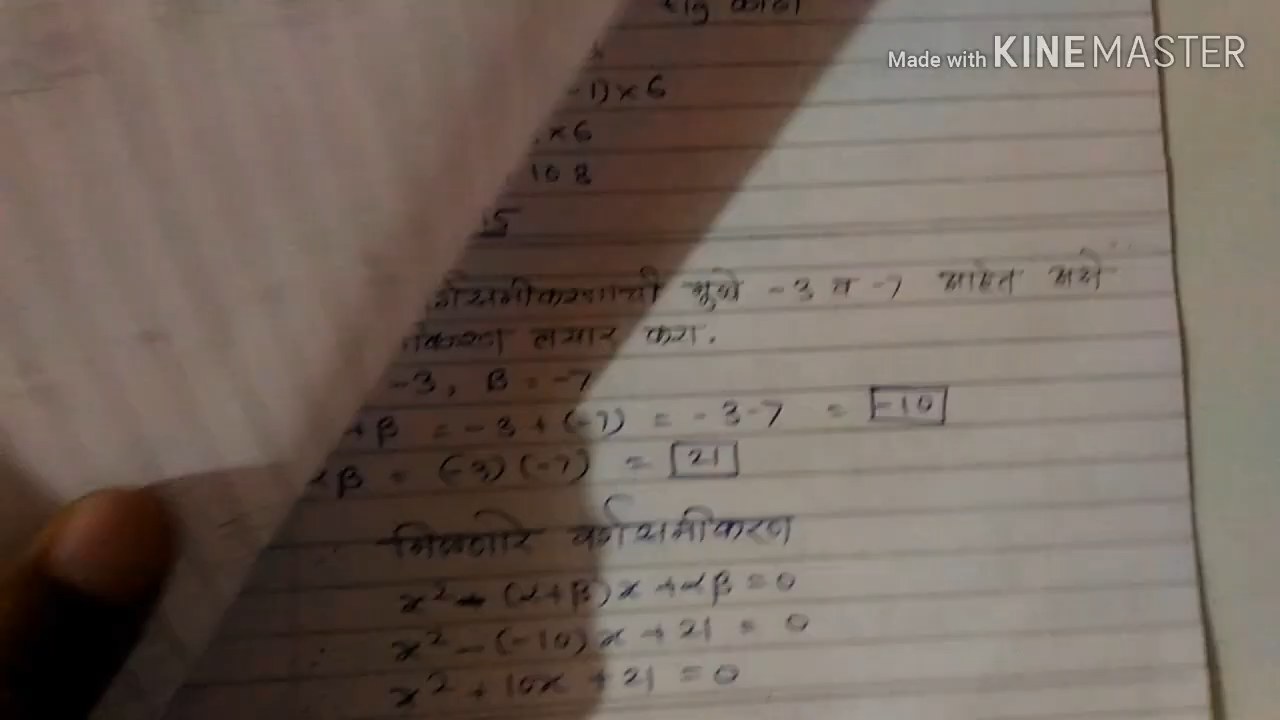 Made with KINEMASTER
-1) × 6
× 6
108
15
वर्गसमीकरणाची मुळे -3 व -7 आहेत असे
तयार करा.
-3, β = -7
+ β = -3 + (-7) = -3-7 = -10
β = (-3) (-7) = 21
∴ मिळणारे वर्गसमीकरण
x² - (α+β)x + αβ = 0
∴ x² - (-10)x + 21 = 0
x² + 10x + 21 = 0